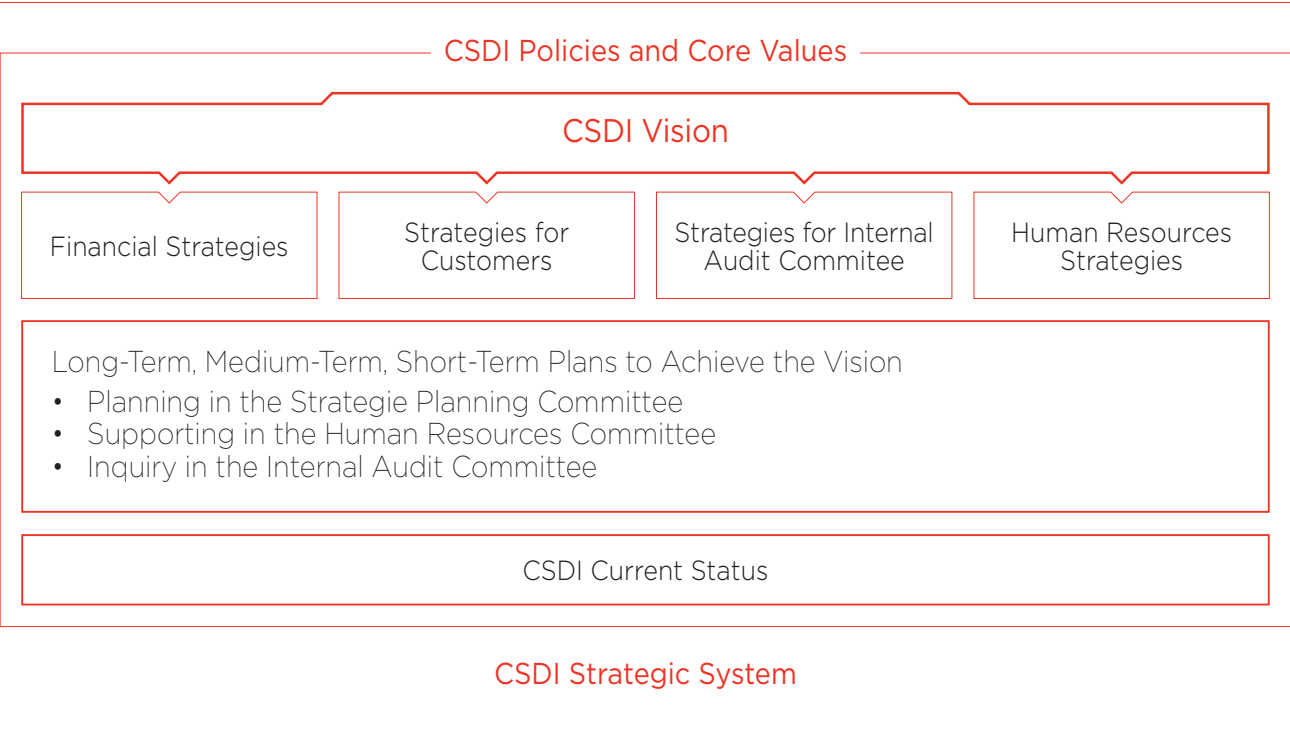 CSDI Policies and Core Values
CSDI Vision
Financial Strategies
Strategies for
Customers
Strategies for Internal
Audit Commitee
Human Resources
Strategies
Long-Term, Medium-Term, Short-Term Plans to Achieve the Vision
• Planning in the Strategie Planning Committee
• Supporting in the Human Resources Committee
• Inquiry in the Internal Audit Committee
CSDI Current Status
CSDI Strategic System